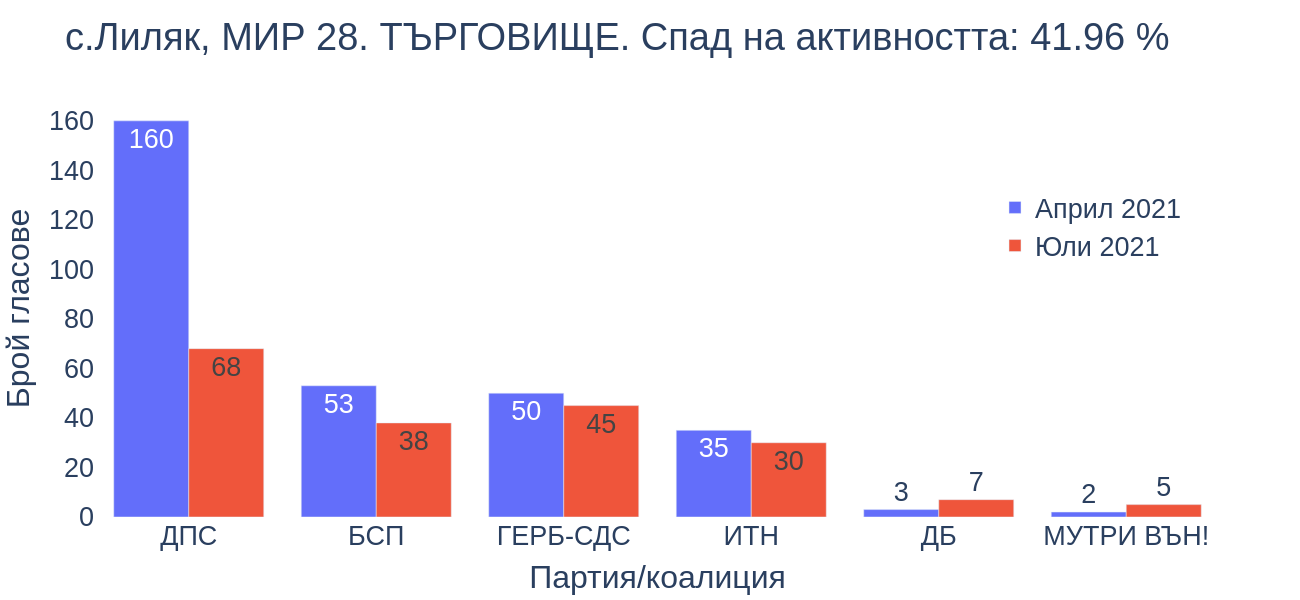 с.Лиляк, МИР 28. ТЪРГОВИЩЕ. Спад на активността: 41.96 %
Брой гласове
160
140
120
100
80
60
40
20
0
160
68
53
38
50
45
35
30
3
7
2
5
Април 2021
Юли 2021
ДПС
БСП
ГЕРБ-СДС
ИТН
ДБ
МУТРИ ВЪН!
Партия/коалиция